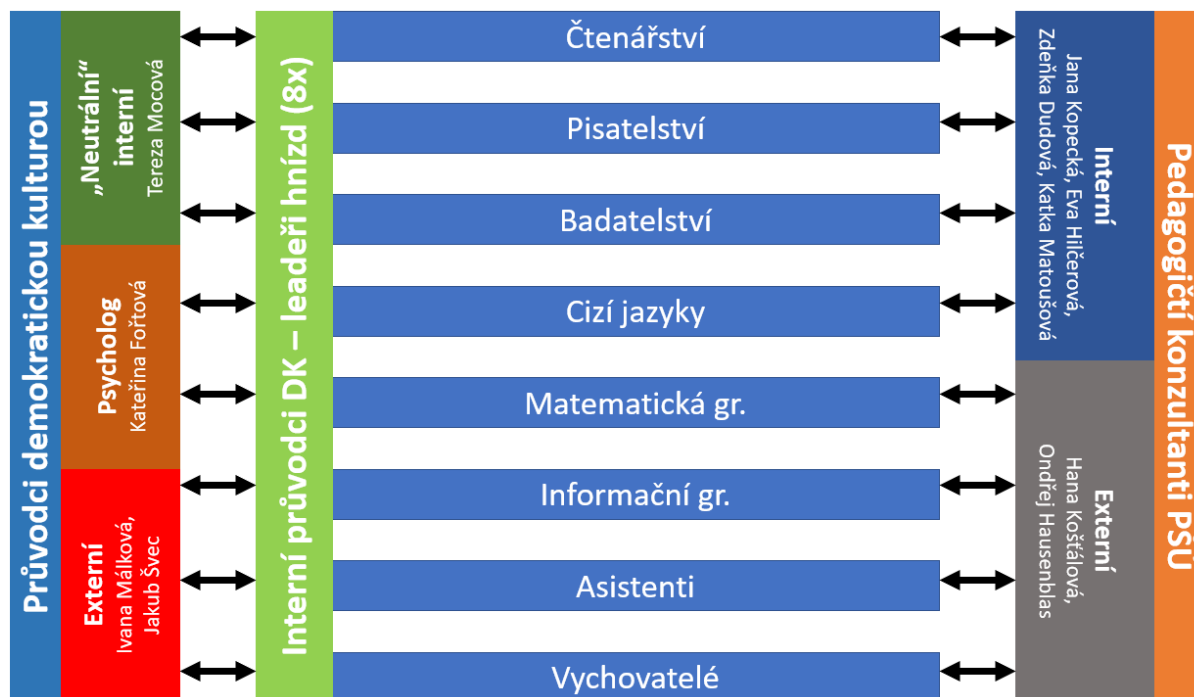 Průvodci demokratickou kulturou
„Neutrální“
interní
Tereza Mocová
Psycholog
Kateřina Fořtová
Externí
Ivana Málková,
Jakub Švec
Interní průvodci DK – leadeři hnízd (8x)
Čtenářství
Pisatelství
Badatelství
Cizí jazyky
Matematická gr.
Informační gr.
Asistenti
Vychovatelé
Interní
Jana Kopecká, Eva Hilčerová,
Zdeňka Dudová, Katka Matoušová
Externí
Hana Košťálová,
Ondřej Hausenblas
Pedagogičtí konzultanti PŠÚ